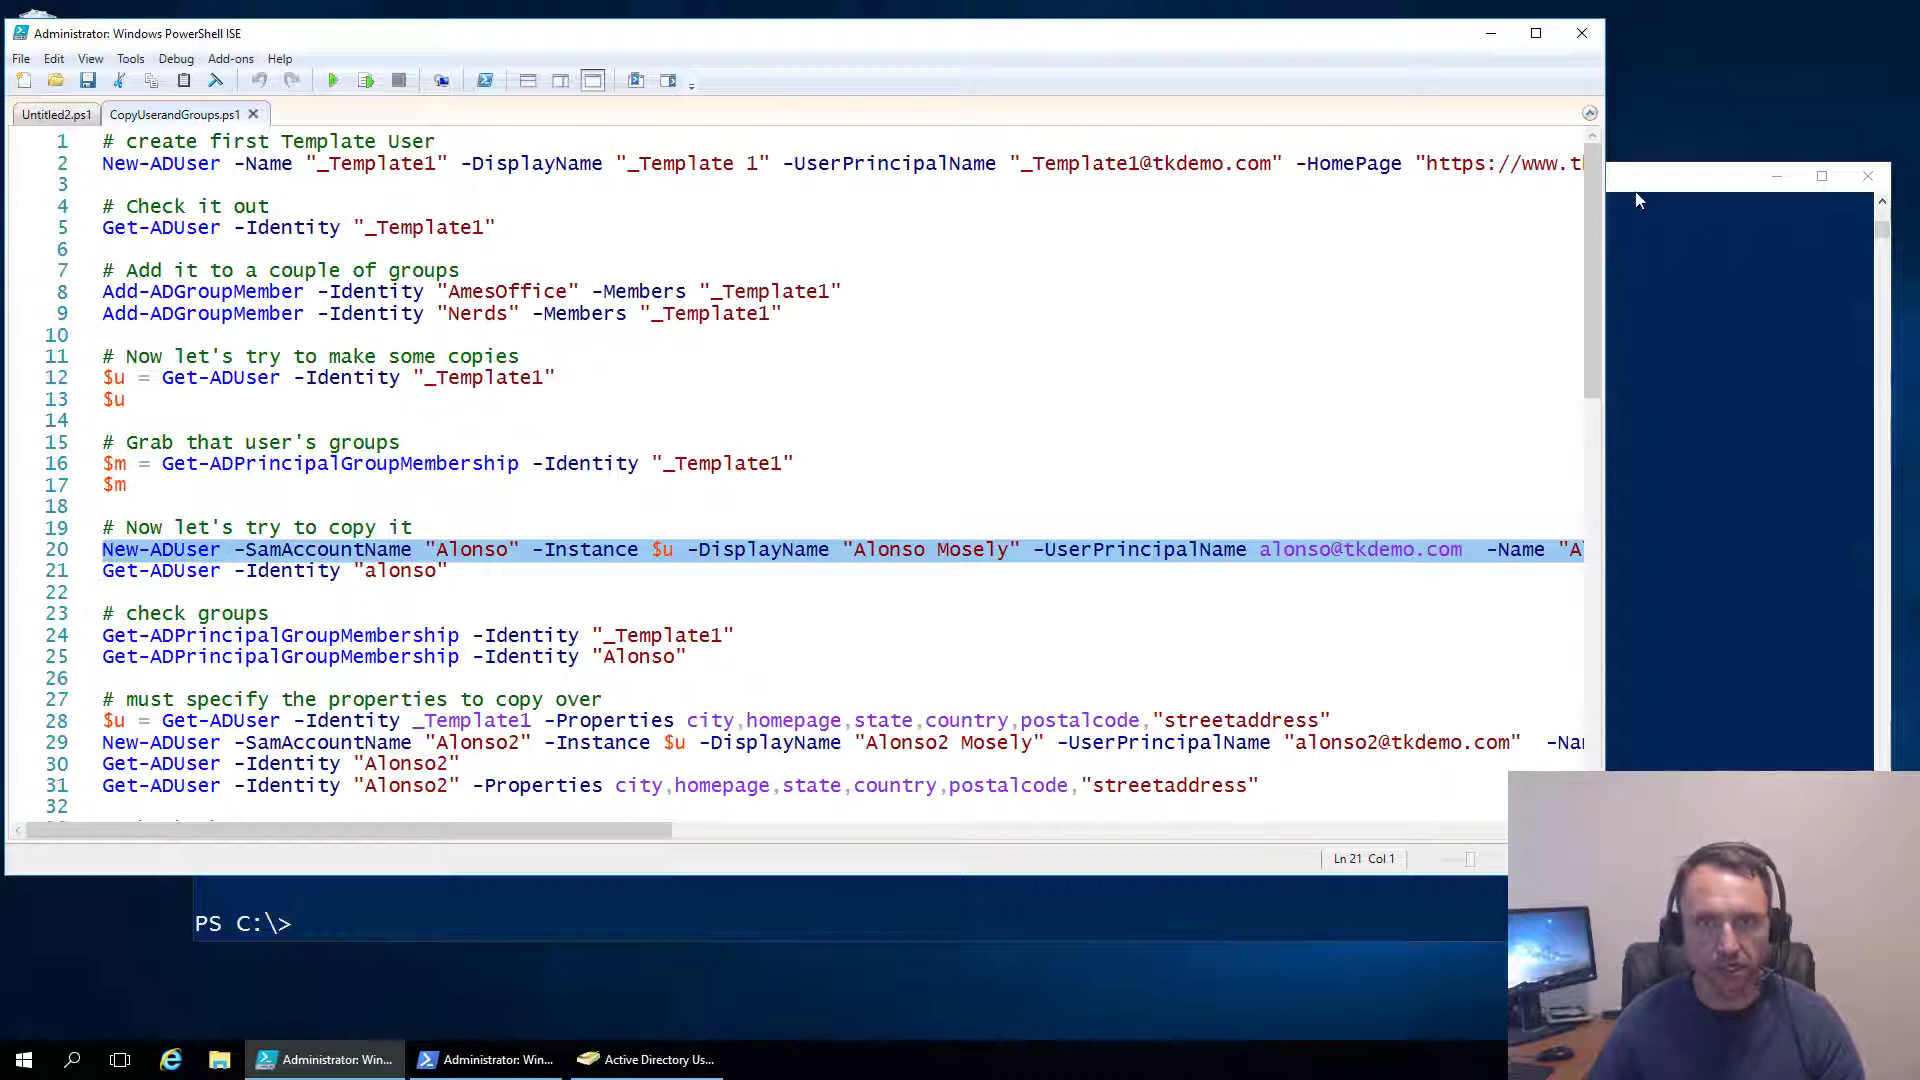 Administrator: Windows PowerShell ISE
File Edit View Tools Debug Add-ons Help
Untitled2.ps1 CopyUserandGroups.ps1
1 # create first Template User
2 New-ADUser -Name "_Template1" -DisplayName "_Template 1" -UserPrincipalName "_Template1@tkdemo.com" -HomePage "https://www.t
3
4 # Check it out
5 Get-ADUser -Identity "_Template1"
6
7 # Add it to a couple of groups
8 Add-ADGroupMember -Identity "AmesOffice" -Members "_Template1"
9 Add-ADGroupMember -Identity "Nerds" -Members "_Template1"
10
11 # Now let's try to make some copies
12 $u = Get-ADUser -Identity "_Template1"
13 $u
14
15 # Grab that user's groups
16 $m = Get-ADPrincipalGroupMembership -Identity "_Template1"
17 $m
18
19 # Now let's try to copy it
20 New-ADUser -SamAccountName "Alonso" -Instance $u -DisplayName "Alonso Mosely" -UserPrincipalName alonso@tkdemo.com -Name "A
21 Get-ADUser -Identity "alonso"
22
23 # check groups
24 Get-ADPrincipalGroupMembership -Identity "_Template1"
25 Get-ADPrincipalGroupMembership -Identity "Alonso"
26
27 # must specify the properties to copy over
28 $u = Get-ADUser -Identity _Template1 -Properties city,homepage,state,country,postalcode,"streetaddress"
29 New-ADUser -SamAccountName "Alonso2" -Instance $u -DisplayName "Alonso2 Mosely" -UserPrincipalName "alonso2@tkdemo.com" -Na
30 Get-ADUser -Identity "Alonso2"
31 Get-ADUser -Identity "Alonso2" -Properties city,homepage,state,country,postalcode,"streetaddress"
32
Ln 21 Col 1
PS C:\>
Administrator: Win... Administrator: Win... Active Directory Us...